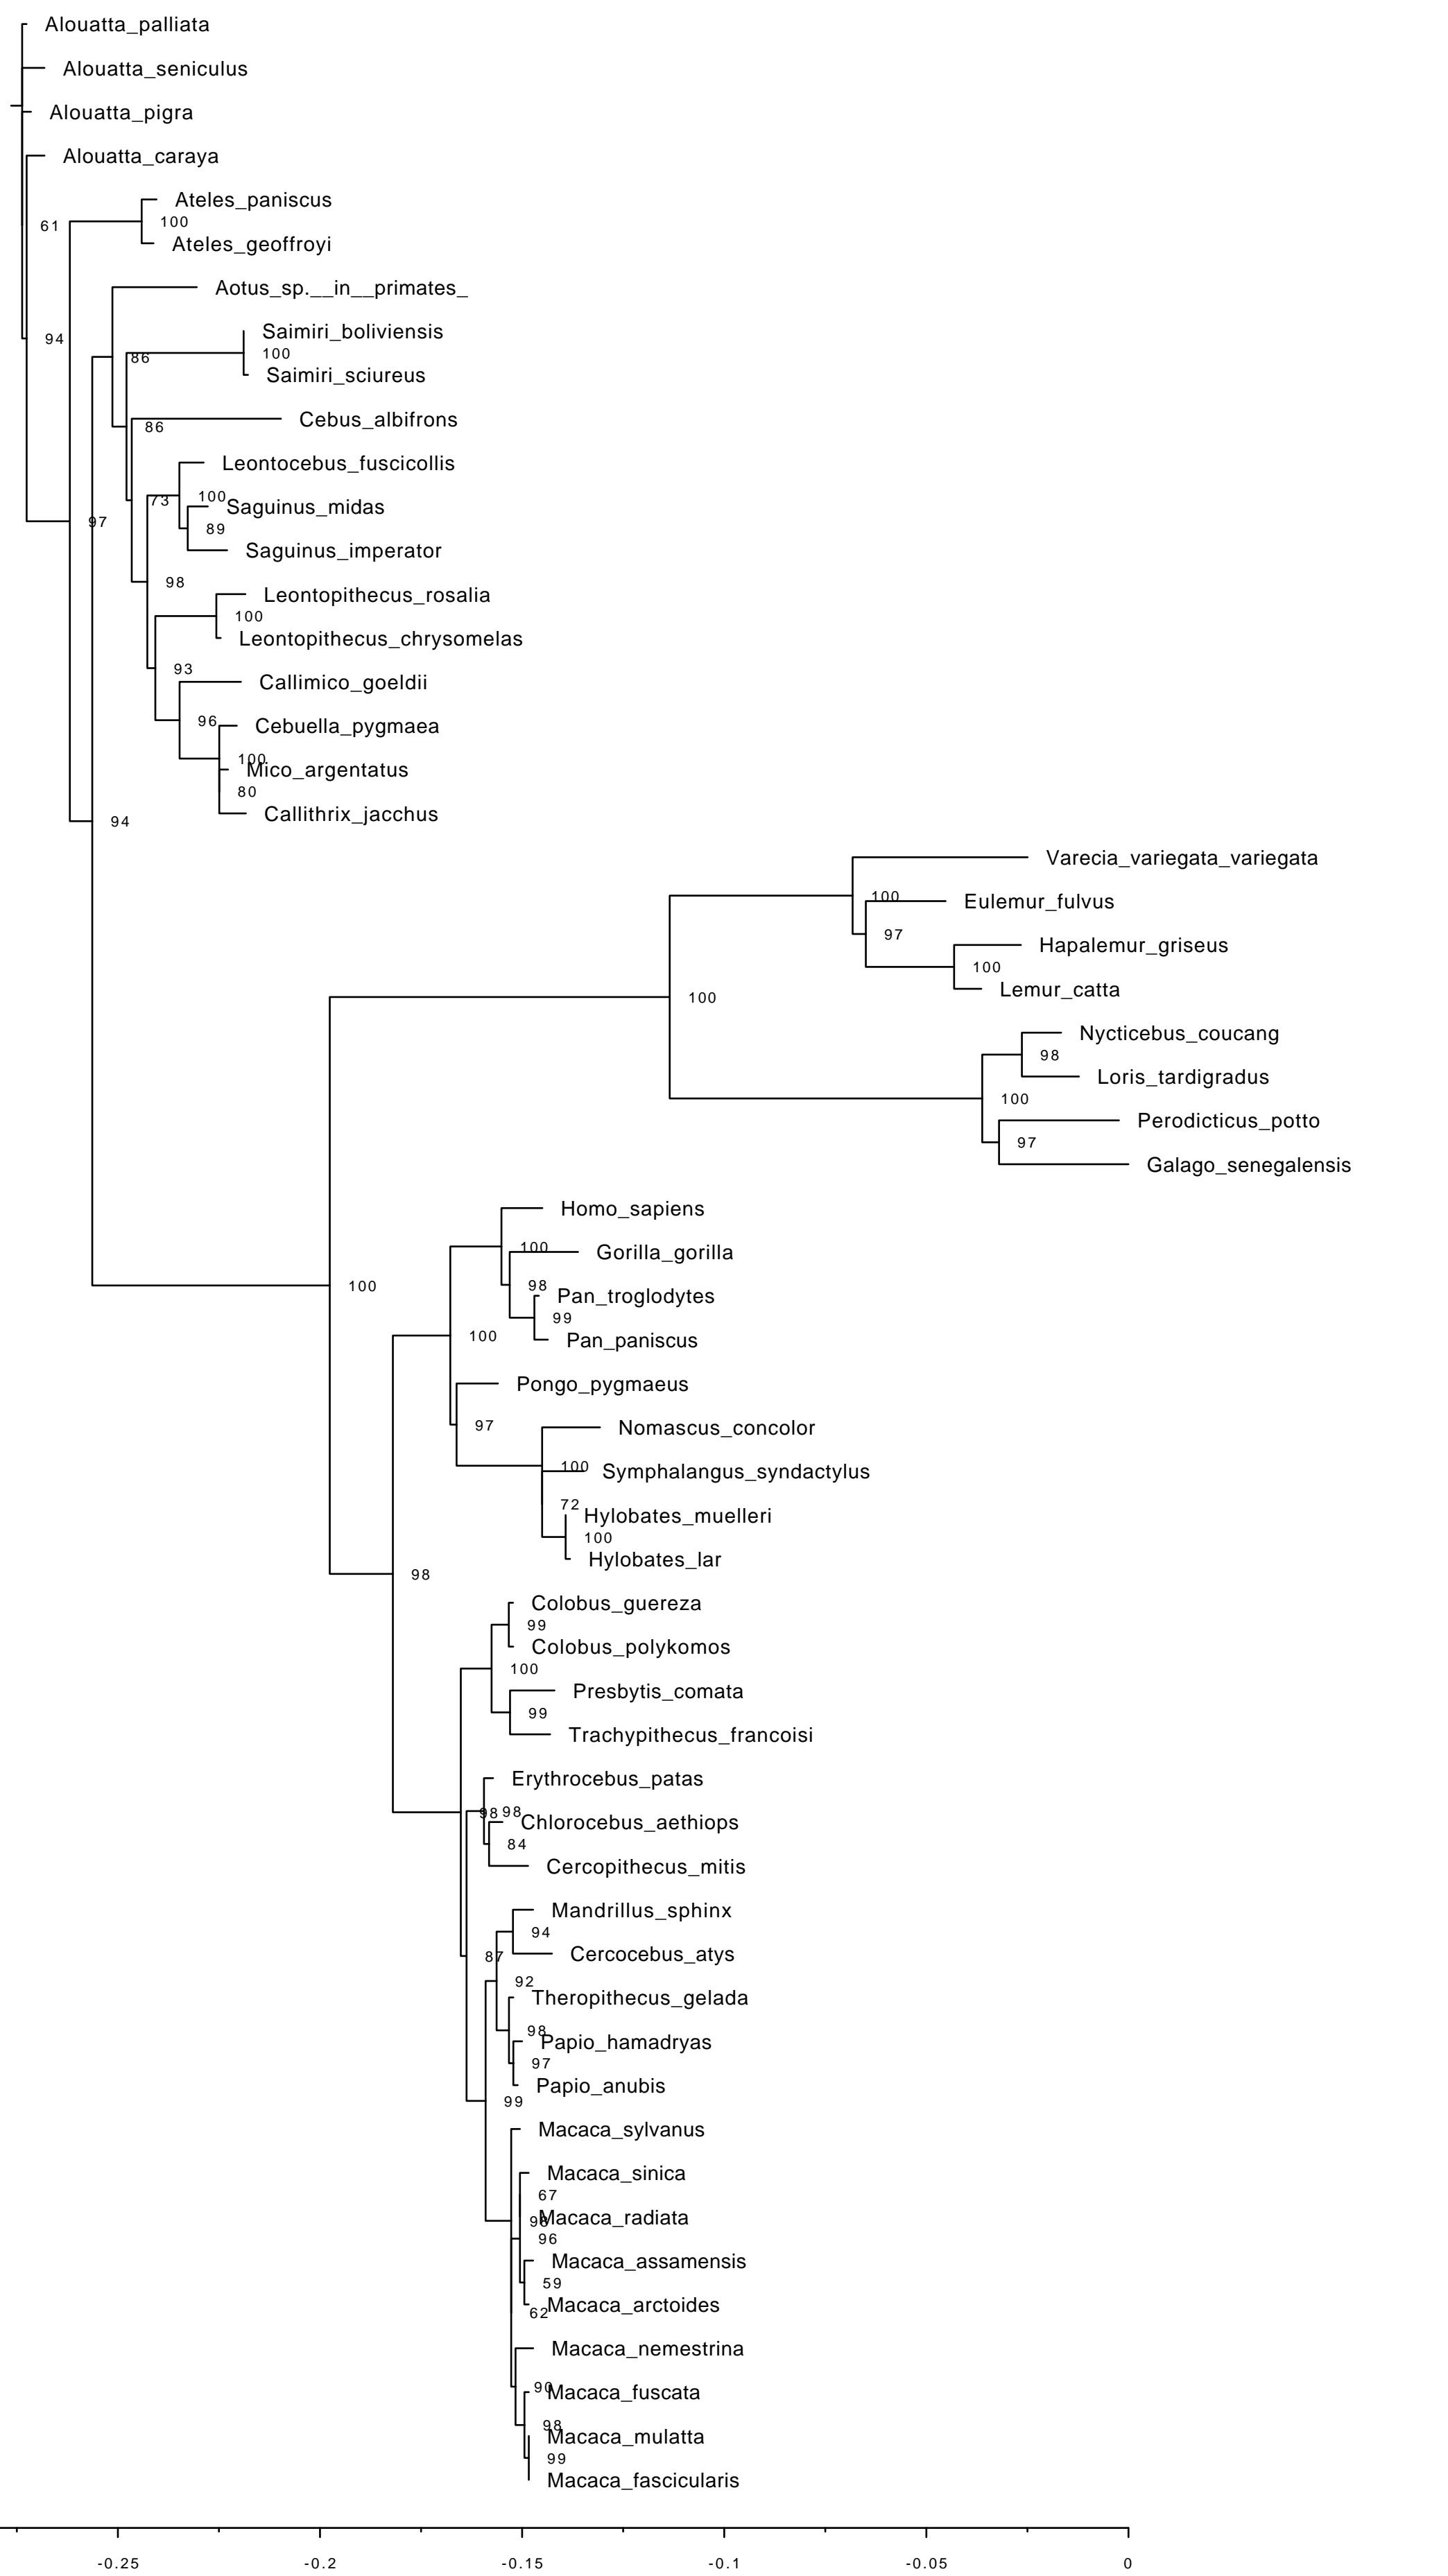 Alouatta_palliata
Alouatta_seniculus
Alouatta_pigra
Alouatta_caraya
Ateles_paniscus
100
61
Ateles_geoffroyi
Aotus_sp.__in__primates_
Saimiri_boliviensis
94
100
86
Saimiri_sciureus
Cebus_albifrons
86
Leontocebus_fuscicollis
100
73
Saguinus_midas
97
89
Saguinus_imperator
98
Leontopithecus_rosalia
100
Leontopithecus_chrysomelas
93
Callimico_goeldii
96
Cebuella_pygmaea
100
Mico_argentatus
80
Callithrix_jacchus
94
Varecia_variegata_variegata
100
Eulemur_fulvus
97
Hapalemur_griseus
100
Lemur_catta
100
Nycticebus_coucang
98
Loris_tardigradus
100
Perodicticus_potto
97
Galago_senegalensis
Homo_sapiens
100
Gorilla_gorilla
100
98
Pan_troglodytes
99
100
Pan_paniscus
Pongo_pygmaeus
97
Nomascus_concolor
100
Symphalangus_syndactylus
72
Hylobates_muelleri
100
Hylobates_lar
98
Colobus_guereza
99
Colobus_polykomos
100
Presbytis_comata
99
Trachypithecus_francoisi
Erythrocebus_patas
98
98
Chlorocebus_aethiops
84
Cercopithecus_mitis
Mandrillus_sphinx
94
Cercocebus_atys
87
92
Theropithecus_gelada
98
Papio_hamadryas
97
Papio_anubis
99
Macaca_sylvanus
Macaca_sinica
67
Macaca_radiata
96
Macaca_assamensis
59
Macaca_arctoides
62
Macaca_nemestrina
90
Macaca_fuscata
98
Macaca_mulatta
99
Macaca_fascicularis
-0.25 -0.2 -0.15 -0.1 -0.05 0